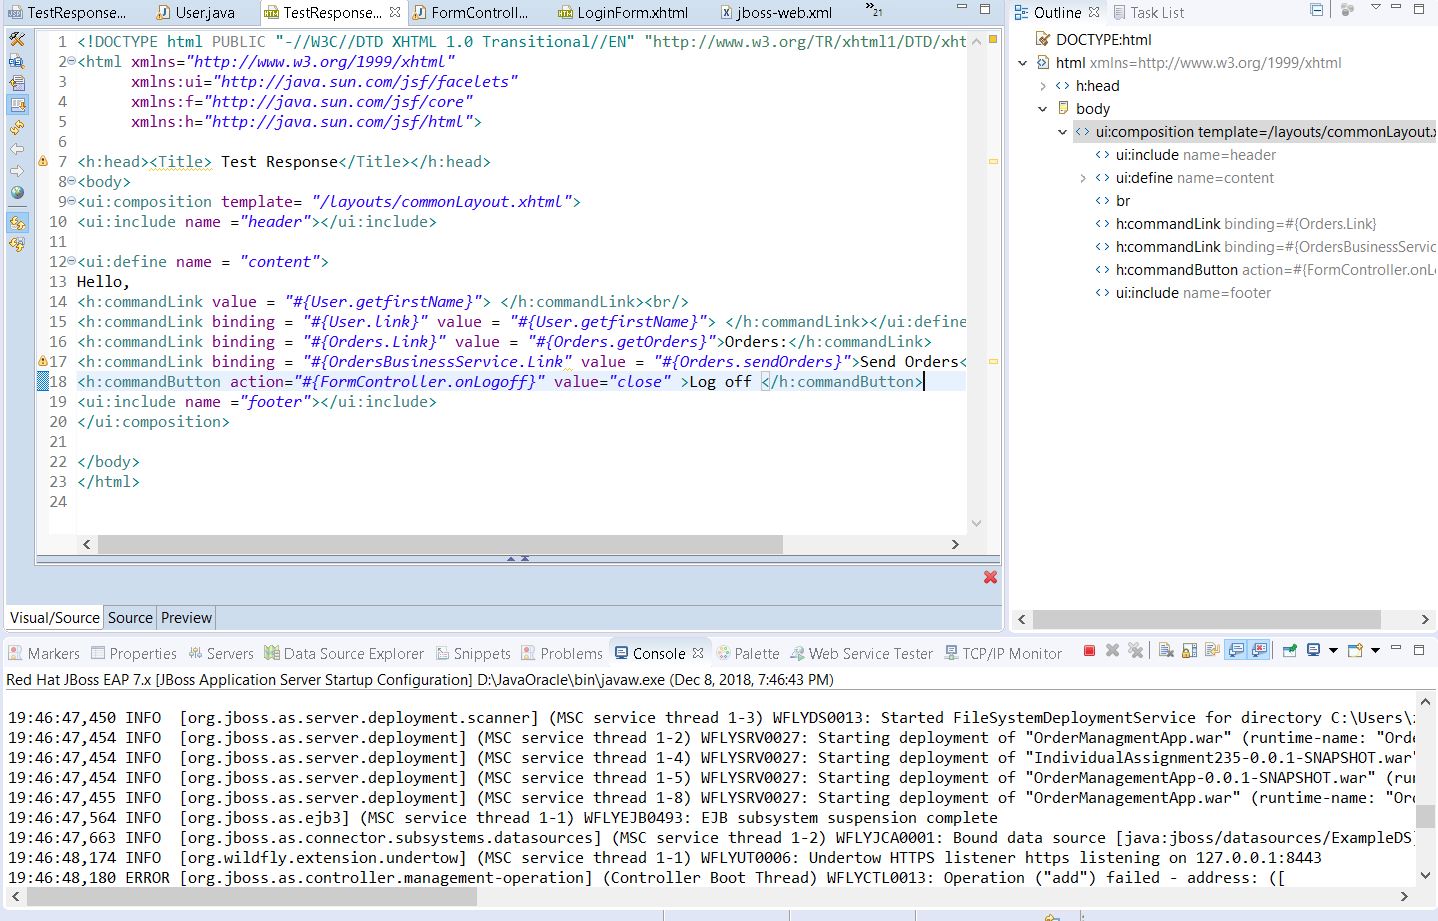 TestResponse... User.java TestResponse... FormControll... LoginForm.xhtml jboss-web.xml »21
1 <!DOCTYPE html PUBLIC "-//W3C//DTD XHTML 1.0 Transitional//EN" "http://www.w3.org/TR/xhtml1/DTD/xht
2 <html xmlns="http://www.w3.org/1999/xhtml"
3 xmlns:ui="http://java.sun.com/jsf/facelets"
4 xmlns:f="http://java.sun.com/jsf/core"
5 xmlns:h="http://java.sun.com/jsf/html">
6
7 <h:head><Title> Test Response</Title></h:head>
8 <body>
9 <ui:composition template= "/layouts/commonLayout.xhtml">
10 <ui:include name ="header"></ui:include>
11
12 <ui:define name = "content">
13 Hello,
14 <h:commandLink value = "#{User.getfirstName}"> </h:commandLink><br/>
15 <h:commandLink binding = "#{User.link}" value = "#{User.getfirstName}"> </h:commandLink></ui:define
16 <h:commandLink binding = "#{Orders.Link}" value = "#{Orders.getOrders}">Orders:</h:commandLink>
17 <h:commandLink binding = "#{OrdersBusinessService.Link" value = "#{Orders.sendOrders}">Send Orders<
18 <h:commandButton action="#{FormController.onLogoff}" value="close" >Log off </h:commandButton>
19 <ui:include name ="footer"></ui:include>
20 </ui:composition>
21
22 </body>
23 </html>
24
Visual/Source Source Preview
Outline Task List
DOCTYPE:html
html xmlns=http://www.w3.org/1999/xhtml
h:head
body
ui:composition template=/layouts/commonLayout.x
ui:include name=header
ui:define name=content
br
h:commandLink binding=#{Orders.Link}
h:commandLink binding=#{OrdersBusinessServic
h:commandButton action=#{FormController.onLo
ui:include name=footer
Markers Properties Servers Data Source Explorer Snippets Problems Console Palette Web Service Tester TCP/IP Monitor
Red Hat JBoss EAP 7.x [JBoss Application Server Startup Configuration] D:\JavaOracle\bin\javaw.exe (Dec 8, 2018, 7:46:43 PM)
19:46:47,450 INFO [org.jboss.as.server.deployment.scanner] (MSC service thread 1-3) WFLYDS0013: Started FileSystemDeploymentService for directory C:\Users\
19:46:47,454 INFO [org.jboss.as.server.deployment] (MSC service thread 1-2) WFLYSRV0027: Starting deployment of "OrderManagmentApp.war" (runtime-name: "Orde
19:46:47,454 INFO [org.jboss.as.server.deployment] (MSC service thread 1-4) WFLYSRV0027: Starting deployment of "IndividualAssignment235-0.0.1-SNAPSHOT.war"
19:46:47,454 INFO [org.jboss.as.server.deployment] (MSC service thread 1-5) WFLYSRV0027: Starting deployment of "OrderManagementApp-0.0.1-SNAPSHOT.war" (run
19:46:47,455 INFO [org.jboss.as.server.deployment] (MSC service thread 1-8) WFLYSRV0027: Starting deployment of "OrderManagementApp.war" (runtime-name: "Ord
19:46:47,564 INFO [org.jboss.as.ejb3] (MSC service thread 1-1) WFLYEJB0493: EJB subsystem suspension complete
19:46:47,663 INFO [org.jboss.as.connector.subsystems.datasources] (MSC service thread 1-2) WFLYJCA0001: Bound data source [java:jboss/datasources/ExampleDS]
19:46:48,174 INFO [org.wildfly.extension.undertow] (MSC service thread 1-1) WFLYUT0006: Undertow HTTPS listener https listening on 127.0.0.1:8443
19:46:48,180 ERROR [org.jboss.as.controller.management-operation] (Controller Boot Thread) WFLYCTL0013: Operation ("add") failed - address: ([